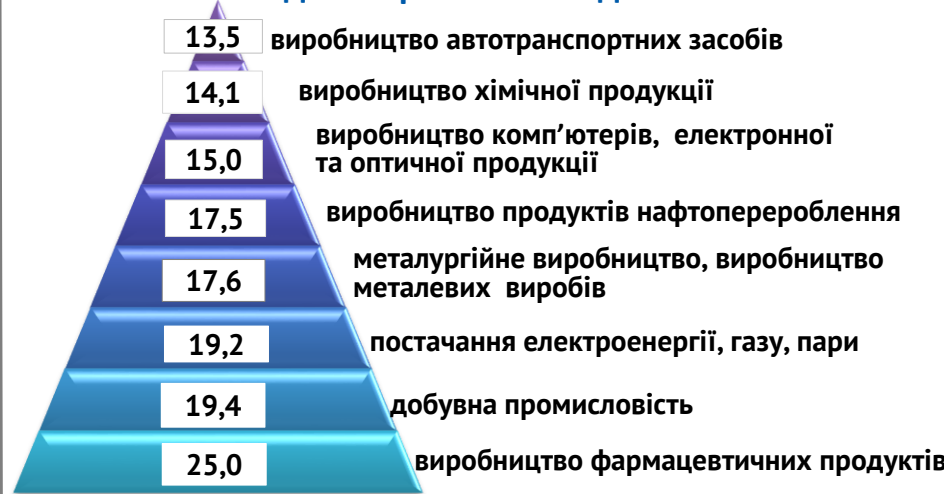 13,5 виробництво автотранспортних засобів
14,1 виробництво хімічної продукції
виробництво комп’ютерів, електронної
15,0 та оптичної продукції
17,5 виробництво продуктів нафтоперероблення
металургійне виробництво, виробництво
17,6 металевих виробів
19,2 постачання електроенергії, газу, пари
19,4 добувна промисловість
25,0 виробництво фармацевтичних продуктів